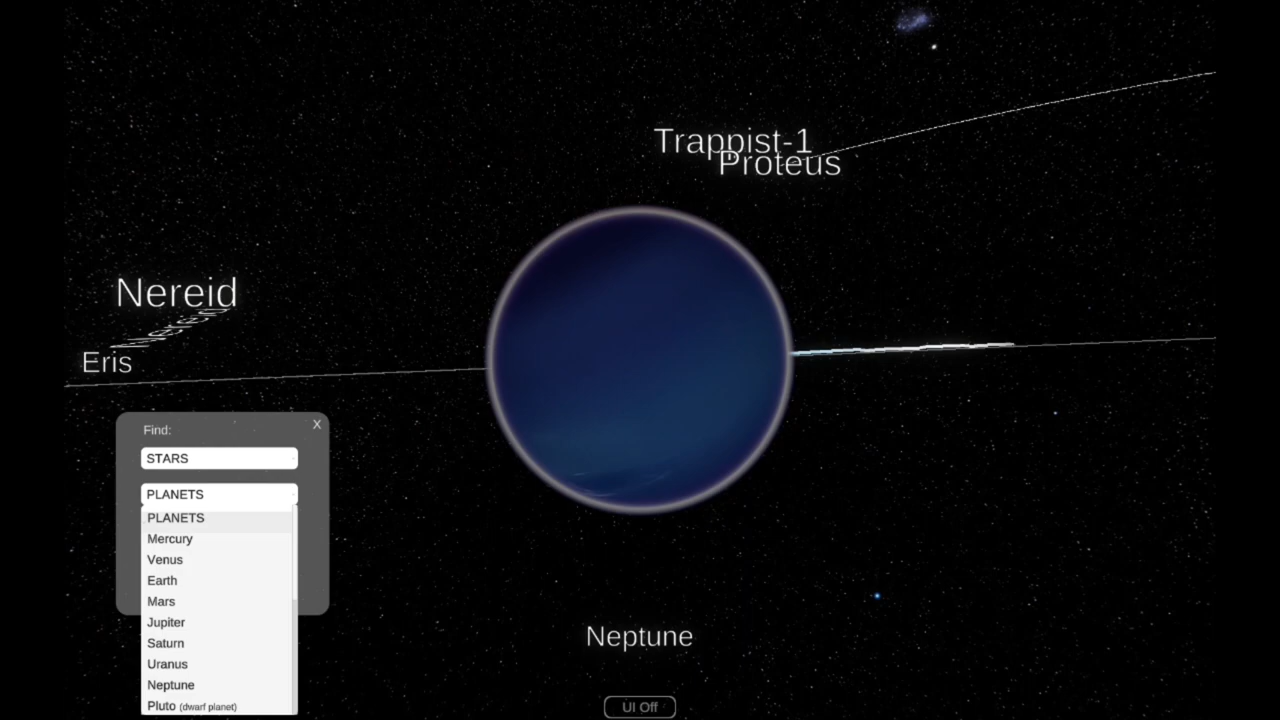 Trappist-1
Proteus
Nereid
Eris
Find:
X
STARS
PLANETS
PLANETS
Mercury
Venus
Earth
Mars
Jupiter
Saturn
Uranus
Neptune
Pluto (dwarf planet)
Neptune
UI Off